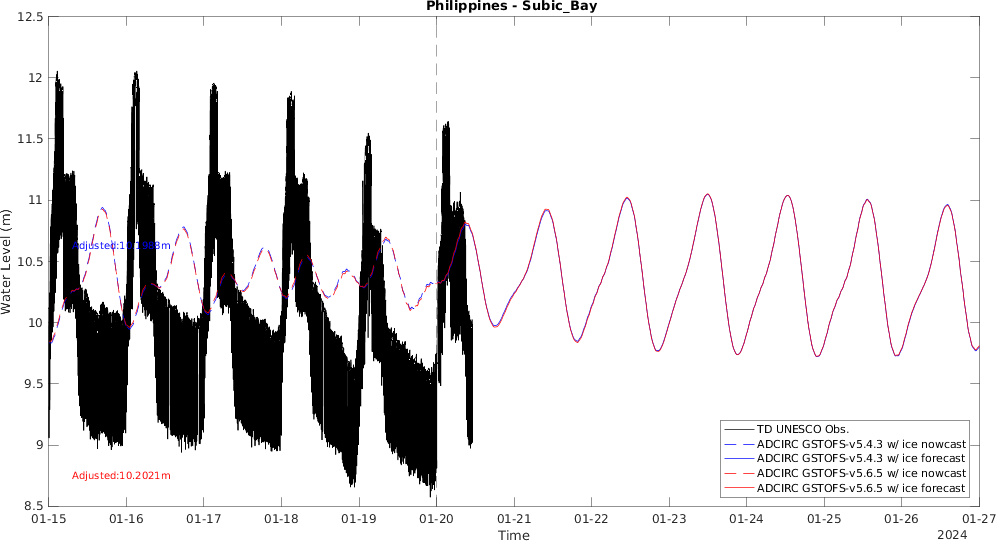 Philippines - Subic_Bay
12.5
12
11.5
11
10.5
10
9.5
9
8.5
Water Level (m)
Adjusted:10.1983m
Adjusted:10.2021m
TD UNESCO Obs.
ADCIRC GSTOFS-v5.4.3 w/ ice nowcast
ADCIRC GSTOFS-v5.4.3 w/ ice forecast
ADCIRC GSTOFS-v5.6.5 w/ ice nowcast
ADCIRC GSTOFS-v5.6.5 w/ ice forecast
01-15 01-16 01-17 01-18 01-19 01-20 01-21 01-22 01-23 01-24 01-25 01-26 01-27
Time
2024